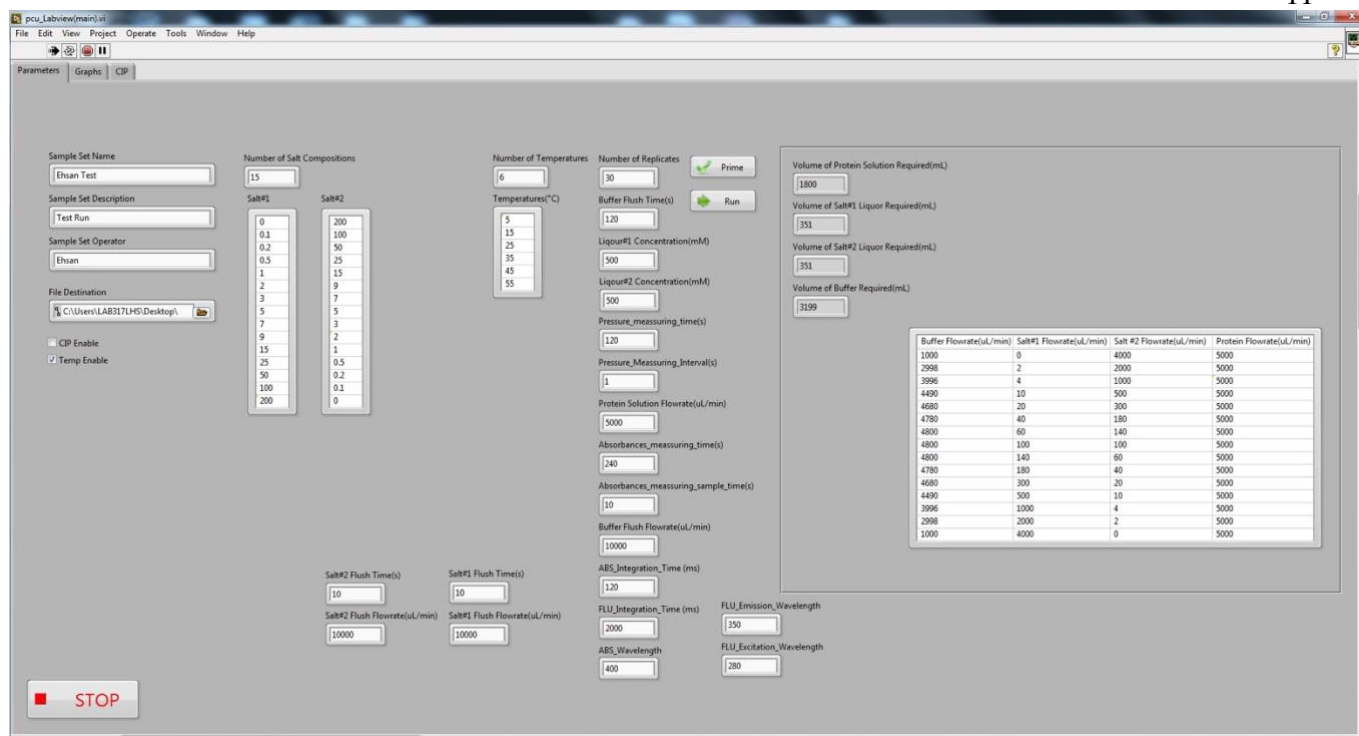 pcu_Labview(main).vi
File Edit View Project Operate Tools Window Help
Parameters Graphs CIP
Sample Set Name
Ehsan Test
Sample Set Description
Test Run
Sample Set Operator
Ehsan
File Destination
C:\Users\LAB317LHS\Desktop\
CIP Enable
Temp Enable
Number of Salt Compositions
15
Salt#1 Salt#2
0 200
0.1 100
0.2 50
0.5 25
1 15
2 9
3 7
5 5
7 3
9 2
15 1
25 0.5
50 0.2
100 0.1
200 0
Number of Temperatures
6
Temperatures(°C)
5
15
25
35
45
55
Number of Replicates
30
Prime
Run
Buffer Flush Time(s)
120
Liqour#1 Concentration(mM)
500
Liqour#2 Concentration(mM)
500
Pressure_meassuring_time(s)
120
Pressure_Meassuring_Interval(s)
1
Protein Solution Flowrate(uL/min)
5000
Absorbances_meassuring_time(s)
240
Absorbances_meassuring_sample_time(s)
10
Buffer Flush Flowrate(uL/min)
10000
ABS_Integration_Time (ms)
120
FLU_Integration_Time (ms)
2000
ABS_Wavelength
400
FLU_Emission_Wavelength
350
FLU_Excitation_Wavelength
280
Salt#2 Flush Time(s) Salt#1 Flush Time(s)
10 10
Salt#2 Flush Flowrate(uL/min) Salt#1 Flush Flowrate(uL/min)
10000 10000
Volume of Protein Solution Required(mL)
1800
Volume of Salt#1 Liquor Required(mL)
351
Volume of Salt#2 Liquor Required(mL)
351
Volume of Buffer Required(mL)
3199
Buffer Flowrate(uL/min) Salt#1 Flowrate(uL/min) Salt #2 Flowrate(uL/min) Protein Flowrate(uL/min)
1000 0 4000 5000
2998 2 2000 5000
3996 4 1000 5000
4490 10 500 5000
4680 20 300 5000
4780 40 180 5000
4800 60 140 5000
4800 100 100 5000
4800 140 60 5000
4780 180 40 5000
4680 300 20 5000
4490 500 10 5000
3996 1000 4 5000
2998 2000 2 5000
1000 4000 0 5000
STOP